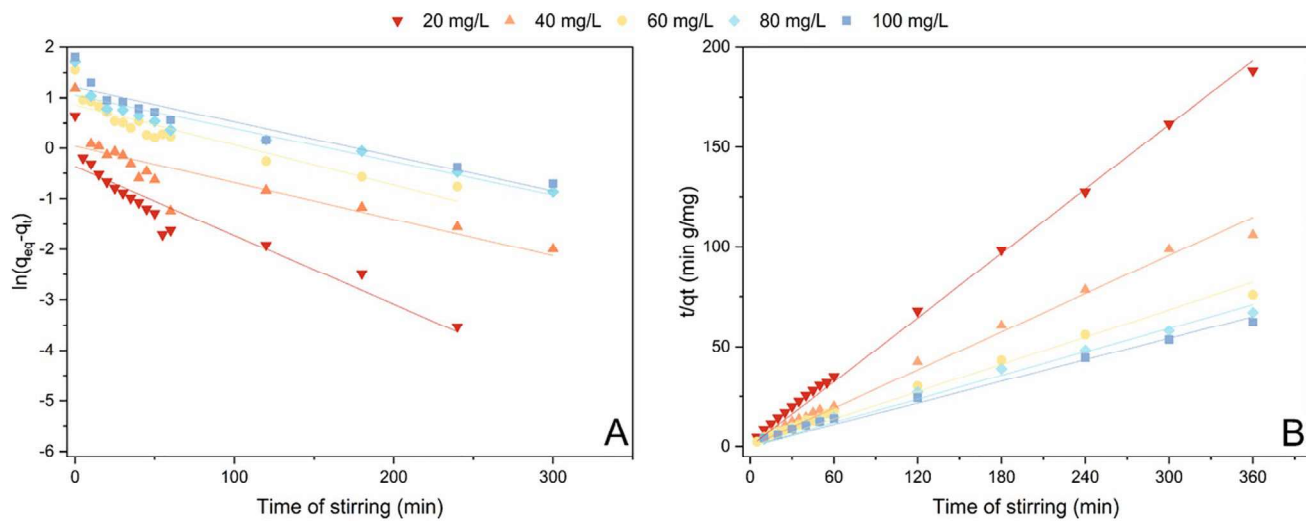 20 mg/L 40 mg/L 60 mg/L 80 mg/L 100 mg/L
2
1
0
-1
-2
-3
-4
-5
-6
ln(qeq-qi)
0 100 200 300
Time of stirring (min)
A
200
150
100
50
0
t/qt (min g/mg)
0 60 120 180 240 300 360
Time of stirring (min)
B